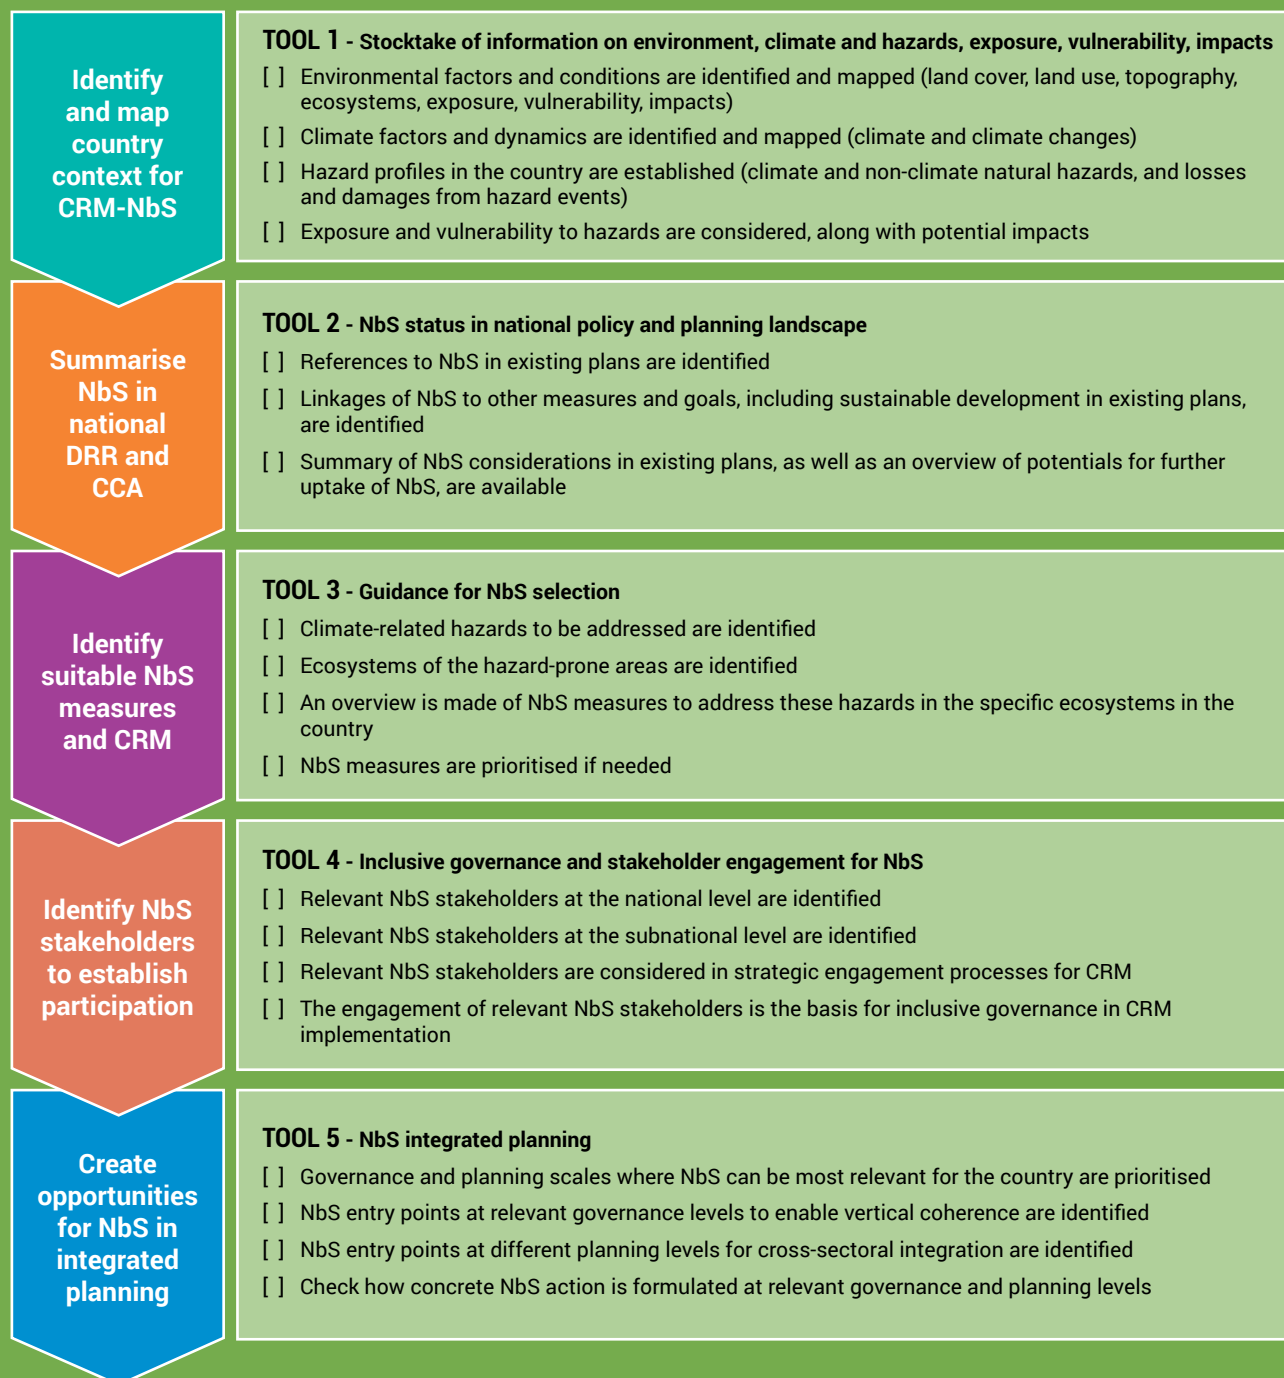 Identify
and map
country
context for
CRM-NbS
TOOL 1 - Stocktake of information on environment, climate and hazards, exposure, vulnerability, impacts
[ ] Environmental factors and conditions are identified and mapped (land cover, land use, topography,
ecosystems, exposure, vulnerability, impacts)
[ ] Climate factors and dynamics are identified and mapped (climate and climate changes)
[ ] Hazard profiles in the country are established (climate and non-climate natural hazards, and losses
and damages from hazard events)
[ ] Exposure and vulnerability to hazards are considered, along with potential impacts
Summarise
NbS in
national
DRR and
CCA
TOOL 2 - NbS status in national policy and planning landscape
[ ] References to NbS in existing plans are identified
[ ] Linkages of NbS to other measures and goals, including sustainable development in existing plans,
are identified
[ ] Summary of NbS considerations in existing plans, as well as an overview of potentials for further
uptake of NbS, are available
Identify
suitable NbS
measures
and CRM
TOOL 3 - Guidance for NbS selection
[ ] Climate-related hazards to be addressed are identified
[ ] Ecosystems of the hazard-prone areas are identified
[ ] An overview is made of NbS measures to address these hazards in the specific ecosystems in the
country
[ ] NbS measures are prioritised if needed
Identify NbS
stakeholders
to establish
participation
TOOL 4 - Inclusive governance and stakeholder engagement for NbS
[ ] Relevant NbS stakeholders at the national level are identified
[ ] Relevant NbS stakeholders at the subnational level are identified
[ ] Relevant NbS stakeholders are considered in strategic engagement processes for CRM
[ ] The engagement of relevant NbS stakeholders is the basis for inclusive governance in CRM
implementation
Create
opportunities
for NbS in
integrated
planning
TOOL 5 - NbS integrated planning
[ ] Governance and planning scales where NbS can be most relevant for the country are prioritised
[ ] NbS entry points at relevant governance levels to enable vertical coherence are identified
[ ] NbS entry points at different planning levels for cross-sectoral integration are identified
[ ] Check how concrete NbS action is formulated at relevant governance and planning levels